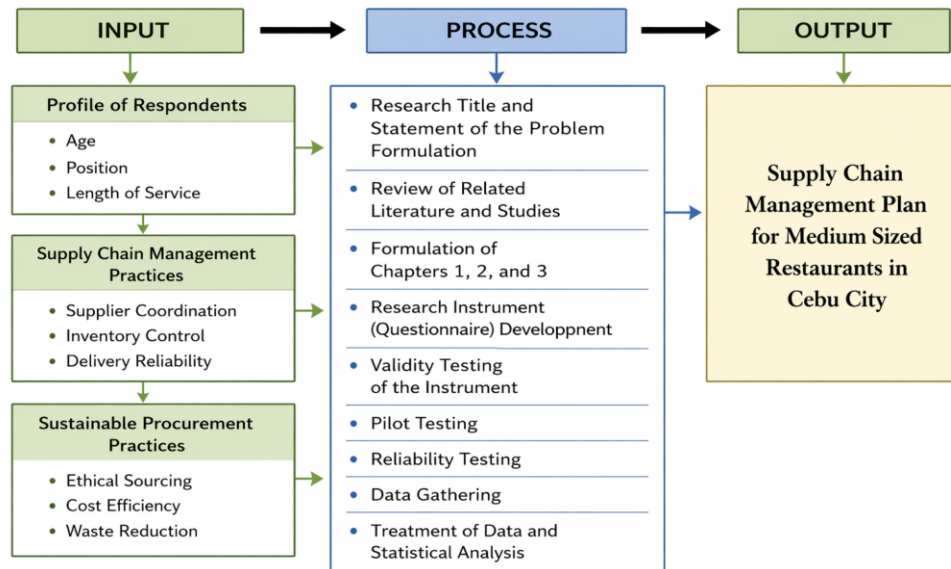 INPUT
PROCESS
OUTPUT
Profile of Respondents
• Age
• Position
• Length of Service
Supply Chain Management
Practices
• Supplier Coordination
• Inventory Control
• Delivery Reliability
Sustainable Procurement
Practices
• Ethical Sourcing
• Cost Efficiency
• Waste Reduction
• Research Title and
Statement of the Problem
Formulation
• Review of Related
Literature and Studies
• Formulation of
Chapters 1, 2, and 3
• Research Instrument
(Questionnaire) Developpnent
• Validity Testing
of the Instrument
• Pilot Testing
• Reliability Testing
• Data Gathering
• Treatment of Data and
Statistical Analysis
Supply Chain
Management Plan
for Medium Sized
Restaurants in
Cebu City